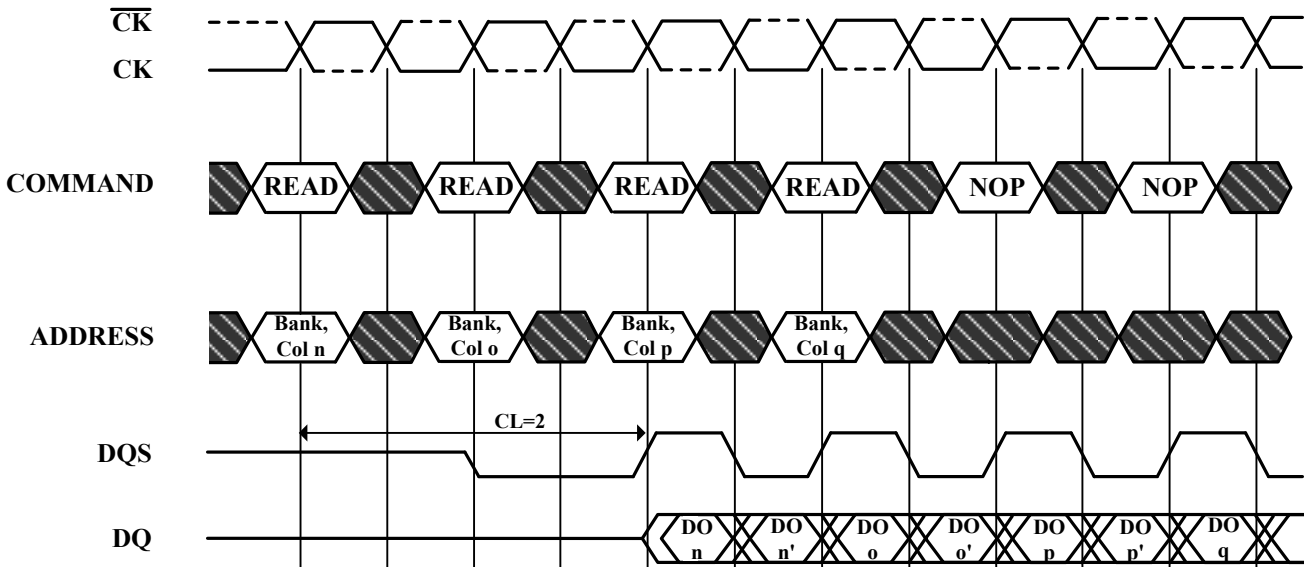 CK
CK
COMMAND
READ
READ
READ
READ
NOP
NOP
ADDRESS
Bank,
Col n
Bank,
Col o
Bank,
Col p
Bank,
Col q
CL=2
DQS
DQ
DO
n
DO
n'
DO
o
DO
o'
DO
p
DO
p'
DO
q